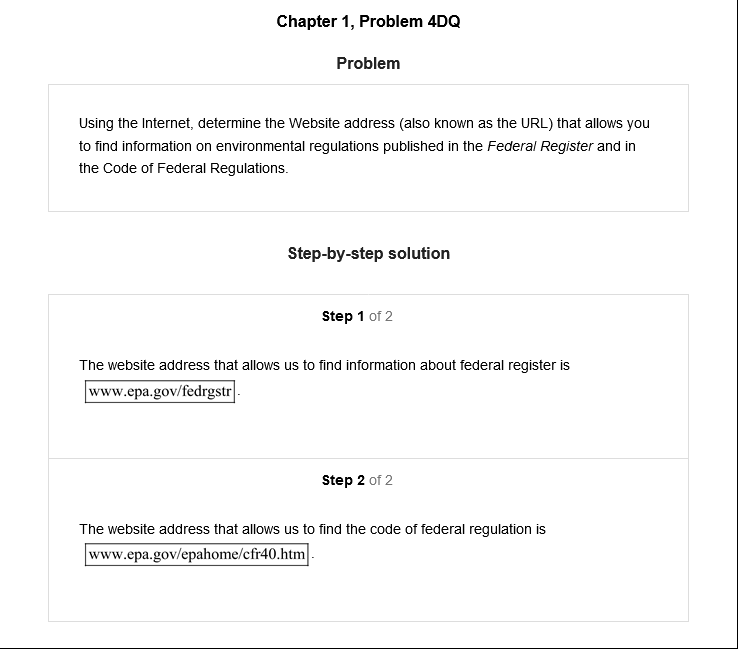 Chapter 1, Problem 4DQ
Problem
Using the Internet, determine the Website address (also known as the URL) that allows you
to find information on environmental regulations published in the Federal Register and in
the Code of Federal Regulations.
Step-by-step solution
Step 1 of 2
The website address that allows us to find information about federal register is
www.epa.gov/fedrgstr.
Step 2 of 2
The website address that allows us to find the code of federal regulation is
www.epa.gov/epahome/cfr40.htm.